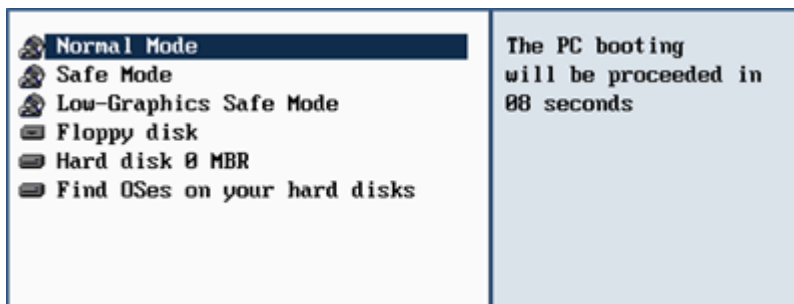 Normal Mode
Safe Mode
Low-Graphics Safe Mode
Floppy disk
Hard disk 0 MBR
Find OSes on your hard disks
The PC booting
will be proceeded in
08 seconds